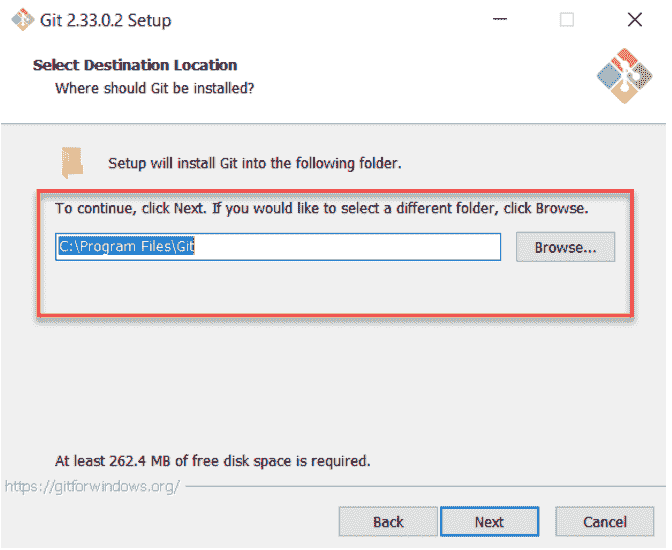 Git 2.33.0.2 Setup
Select Destination Location
Where should Git be installed?
Setup will install Git into the following folder.
To continue, click Next. If you would like to select a different folder, click Browse.
C:\Program Files\Git
Browse...
At least 262.4 MB of free disk space is required.
https://gitforwindows.org/
Back
Next
Cancel